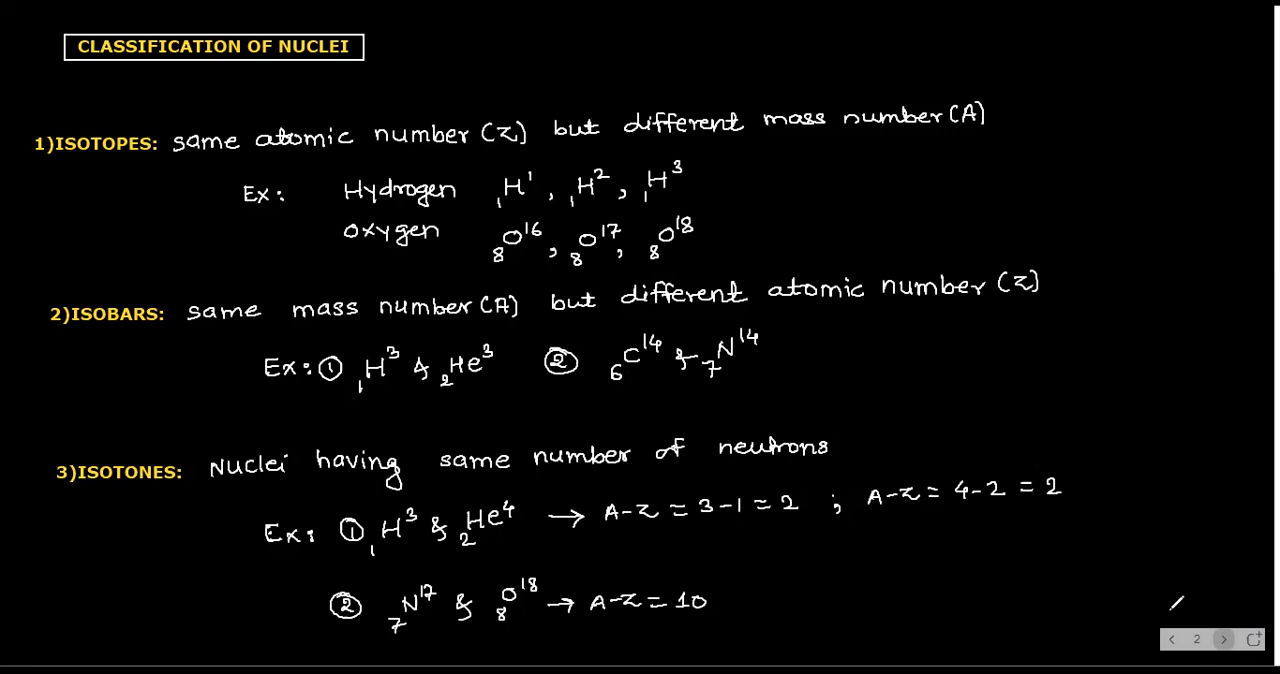 CLASSIFICATION OF NUCLEI
1)ISOTOPES: same atomic number (Z) but different mass number (A)
Ex: Hydrogen ₁H¹, ₁H², ₁H³
oxygen ₈O¹⁶, ₈O¹⁷, ₈O¹⁸
2)ISOBARS: same mass number (A) but different atomic number (Z)
Ex: ① ₁H³ & ₂He³ ② ₆C¹⁴ & ₇N¹⁴
3)ISOTONES: Nuclei having same number of neutrons
Ex: ① ₁H³ & ₂He⁴ → A-Z = 3-1 = 2 ; A-Z = 4-2 = 2
② ₇N¹⁷ & ₈O¹⁸ → A-Z = 10
2